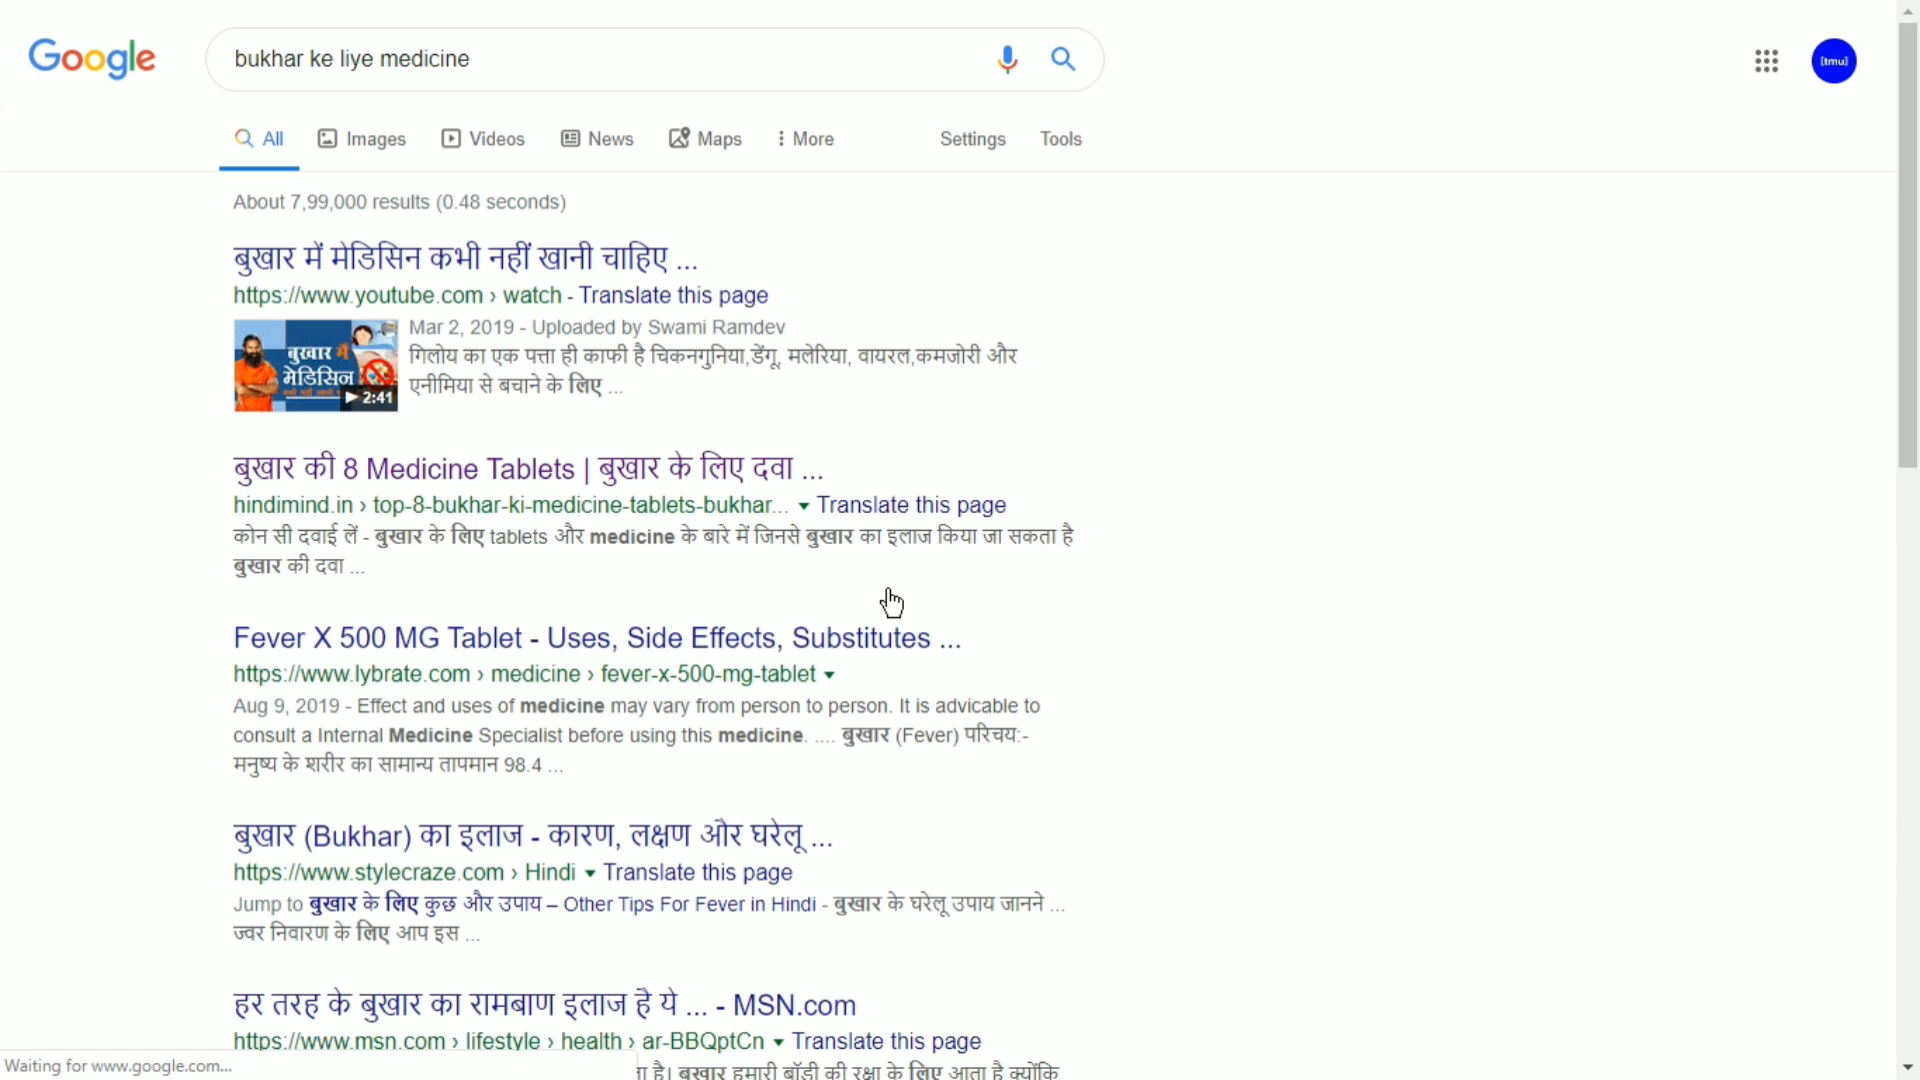 Google
bukhar ke liye medicine
[tmu]
All Images Videos News Maps More Settings Tools
About 7,99,000 results (0.48 seconds)
बुखार में मेडिसिन कभी नहीं खानी चाहिए ...
https://www.youtube.com › watch - Translate this page
बुखार में
मेडिसिन
2:41
Mar 2, 2019 - Uploaded by Swami Ramdev
गिलोय का एक पत्ता ही काफी है चिकनगुनिया,डेंगू, मलेरिया, वायरल,कमजोरी और
एनीमिया से बचाने के लिए ...
बुखार की 8 Medicine Tablets | बुखार के लिए दवा ...
hindimind.in › top-8-bukhar-ki-medicine-tablets-bukhar... Translate this page
कोन सी दवाई लें - बुखार के लिए tablets और medicine के बारे में जिनसे बुखार का इलाज किया जा सकता है
बुखार की दवा ...
Fever X 500 MG Tablet - Uses, Side Effects, Substitutes ...
https://www.lybrate.com › medicine › fever-x-500-mg-tablet
Aug 9, 2019 - Effect and uses of medicine may vary from person to person. It is advicable to
consult a Internal Medicine Specialist before using this medicine. .... बुखार (Fever) परिचय:-
मनुष्य के शरीर का सामान्य तापमान 98.4 ...
बुखार (Bukhar) का इलाज - कारण, लक्षण और घरेलू ...
https://www.stylecraze.com › Hindi Translate this page
Jump to बुखार के लिए कुछ और उपाय – Other Tips For Fever in Hindi - बुखार के घरेलू उपाय जानने ...
ज्वर निवारण के लिए आप इस ...
हर तरह के बुखार का रामबाण इलाज है ये ... - MSN.com
https://www.msn.com › lifestyle › health › ar-BBQptCn Translate this page
है। बुखार हमारी बॉडी की रक्षा के लिए आता है क्योंकि
Waiting for www.google.com...